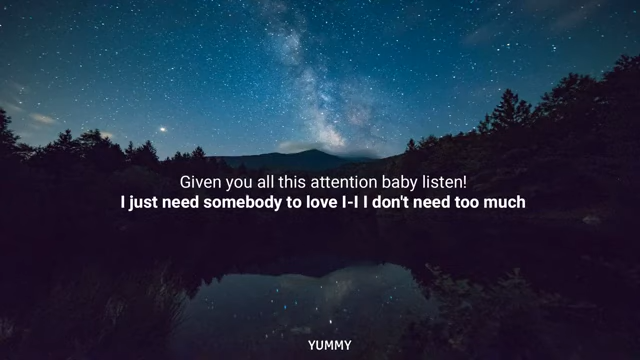 Given you all this attention baby listen!
I just need somebody to love I-I I don't need too much
YUMMY